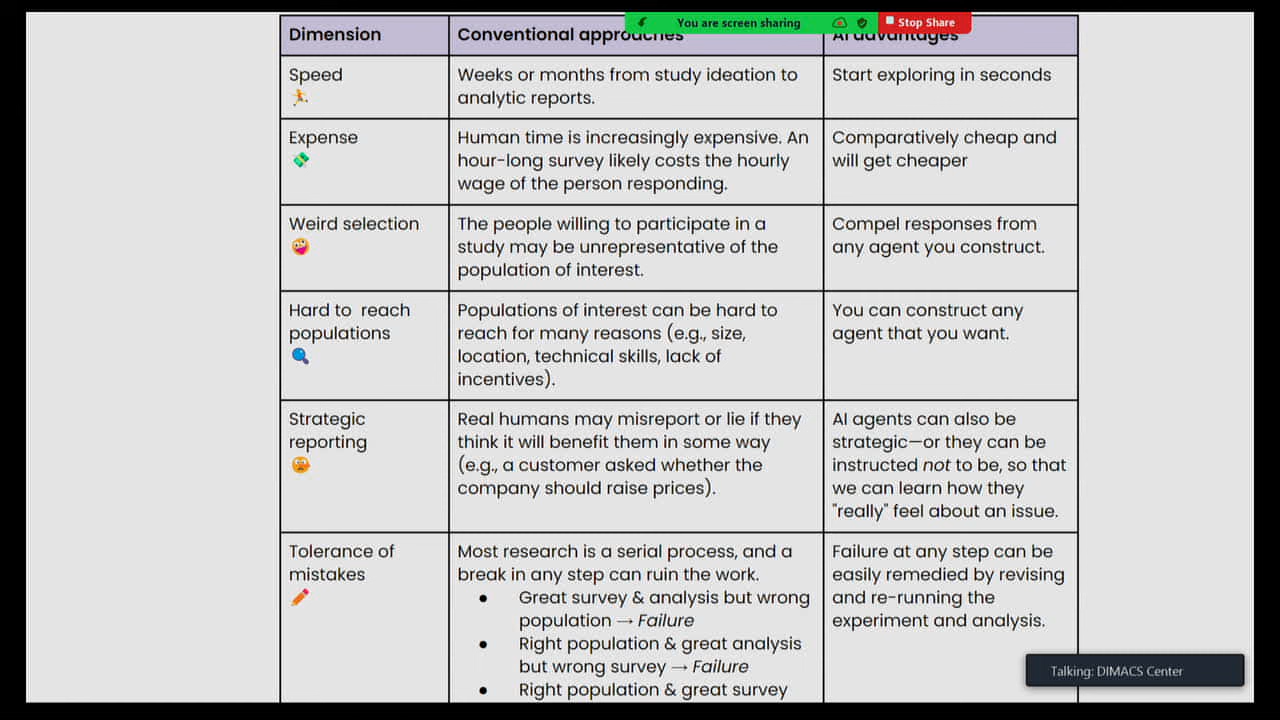 You are screen sharing
Stop Share
Dimension
Conventional approaches
AI advantages
Speed
Weeks or months from study ideation to
analytic reports.
Start exploring in seconds
Expense
Human time is increasingly expensive. An
hour-long survey likely costs the hourly
wage of the person responding.
Comparatively cheap and
will get cheaper
Weird selection
The people willing to participate in a
study may be unrepresentative of the
population of interest.
Compel responses from
any agent you construct.
Hard to reach
populations
Populations of interest can be hard to
reach for many reasons (e.g., size,
location, technical skills, lack of
incentives).
You can construct any
agent that you want.
Strategic
reporting
Real humans may misreport or lie if they
think it will benefit them in some way
(e.g., a customer asked whether the
company should raise prices).
AI agents can also be
strategic—or they can be
instructed not to be, so that
we can learn how they
"really" feel about an issue.
Tolerance of
mistakes
Most research is a serial process, and a
break in any step can ruin the work.
● Great survey & analysis but wrong
population → Failure
● Right population & great analysis
but wrong survey → Failure
● Right population & great survey
Failure at any step can be
easily remedied by revising
and re-running the
experiment and analysis.
Talking: DIMACS Center